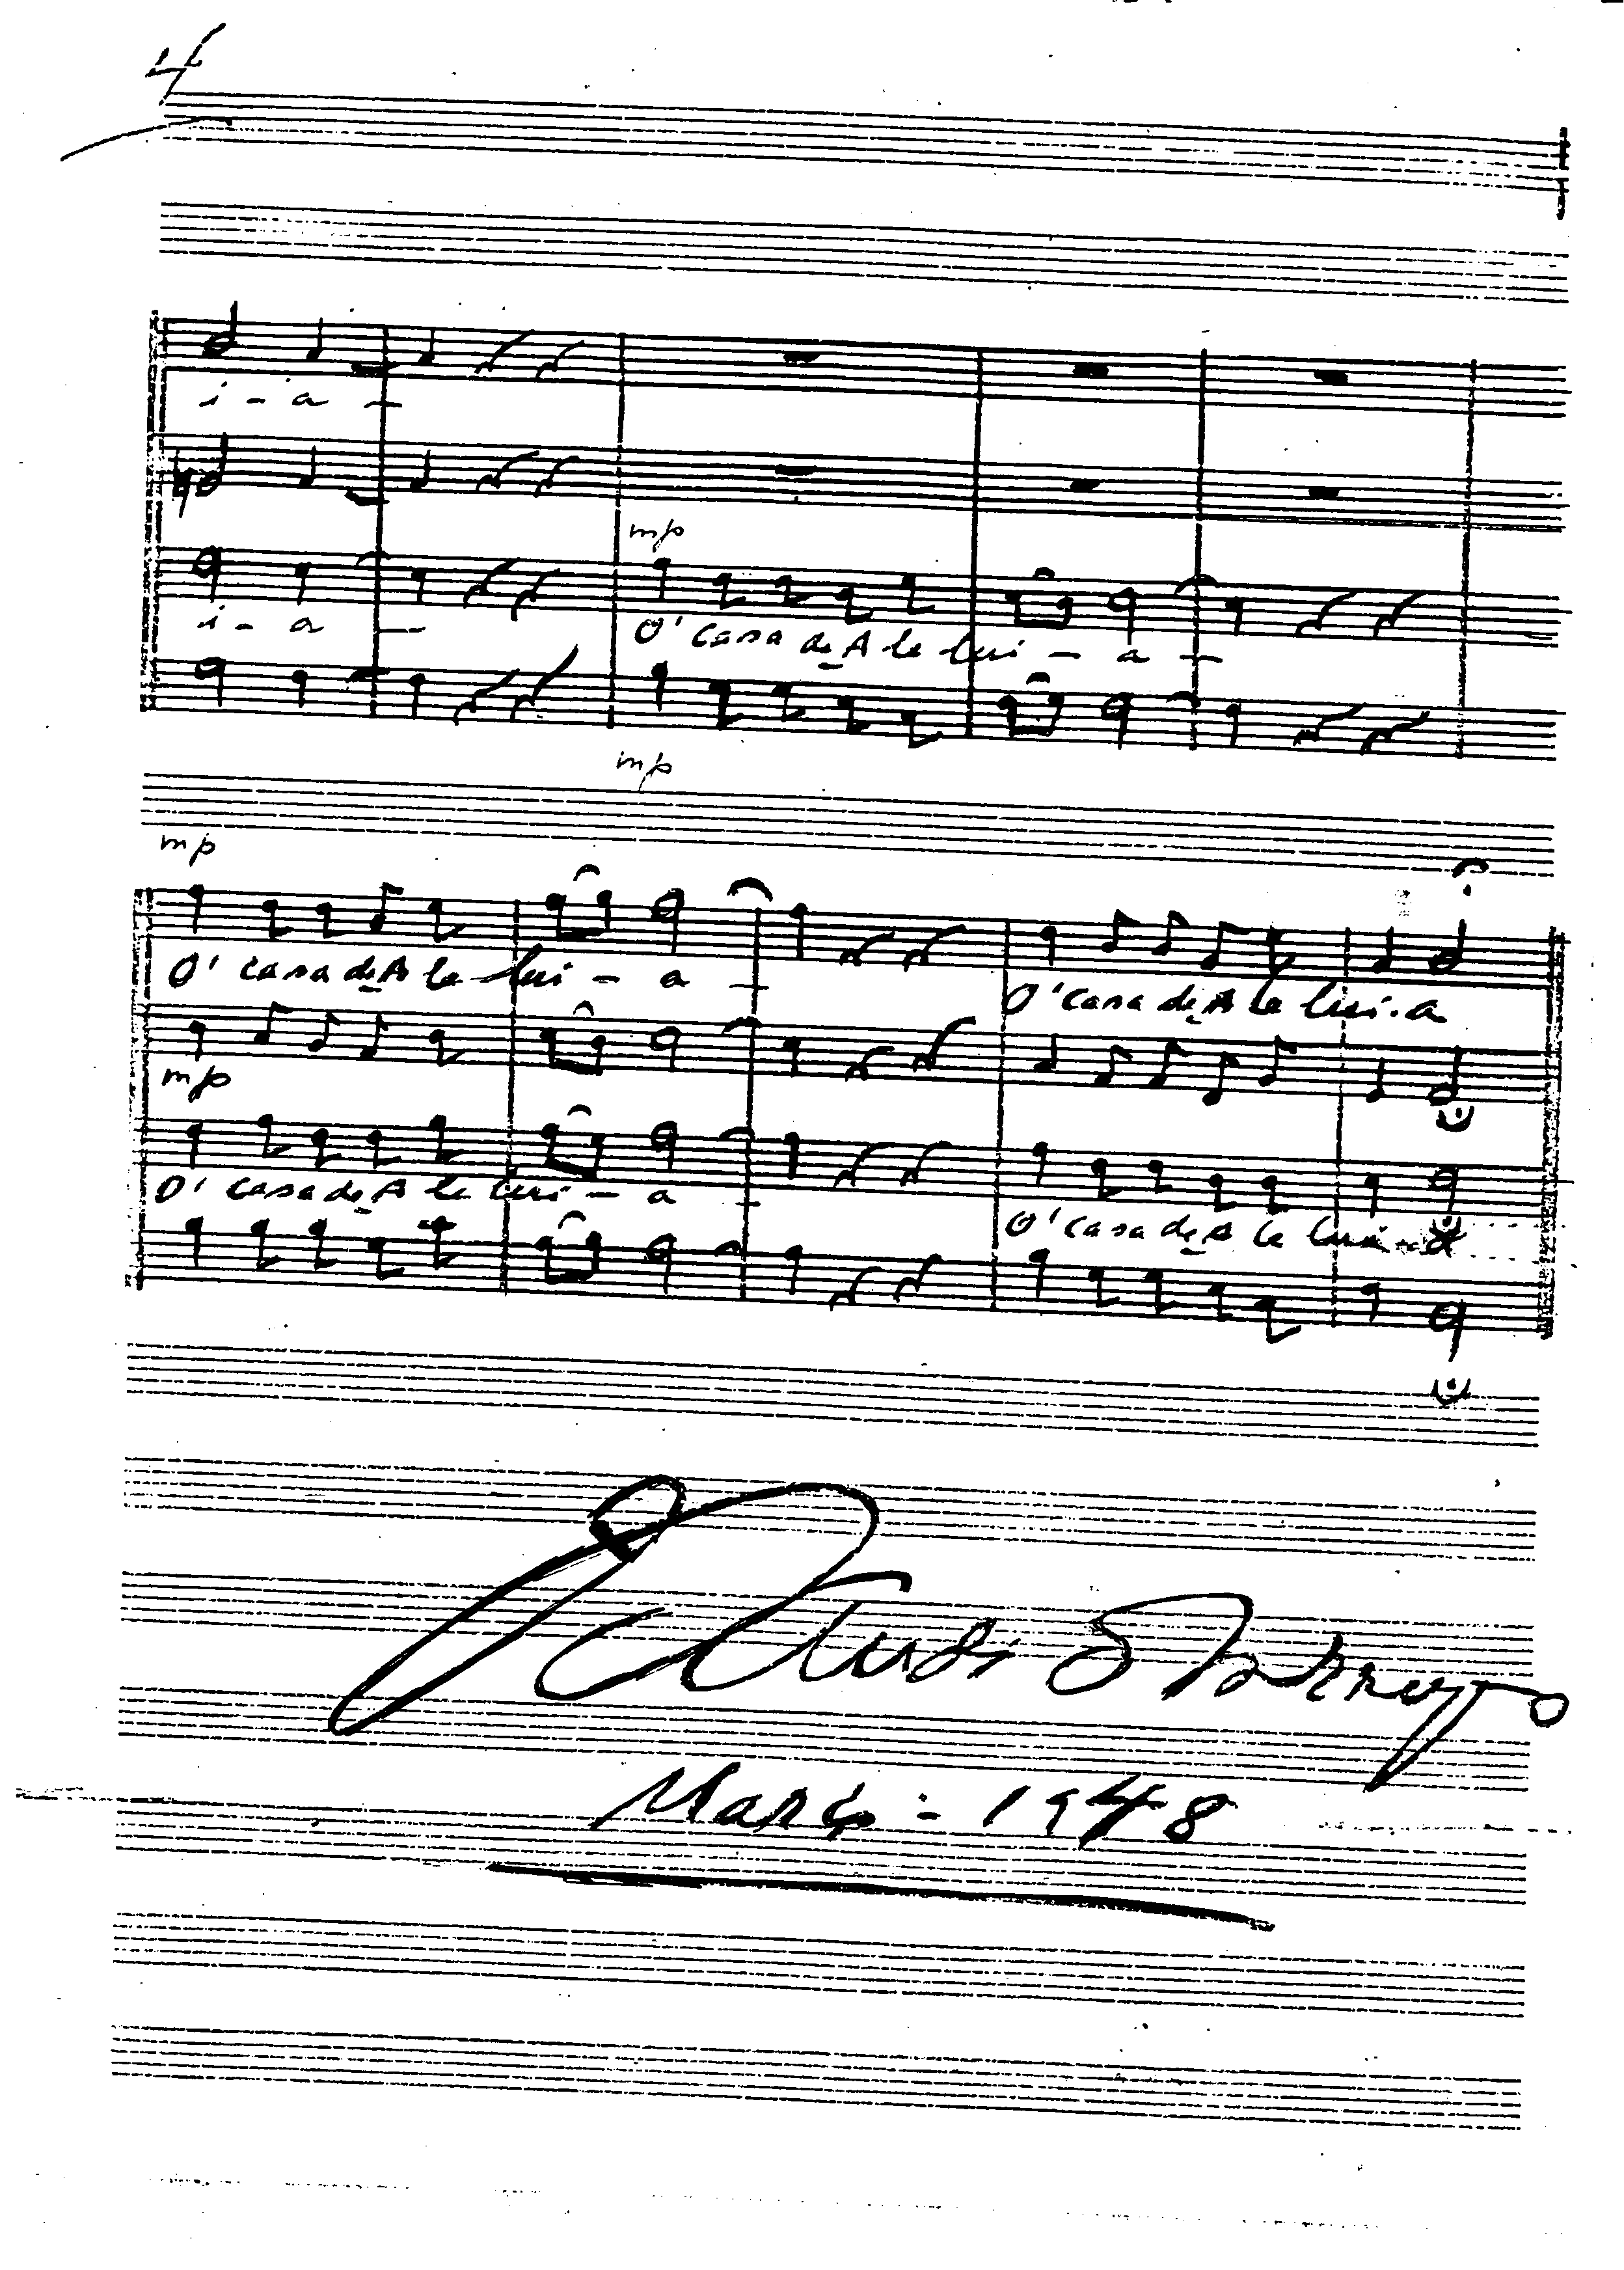 4
i - a -
mp
i - a - O' casa de A le lui - a -
mp
mp
O' casa de A le lui - a - O' casa de A le lui - a
mp
O' casa de A le lui - a - O' casa de A le lui - a
Março - 1948